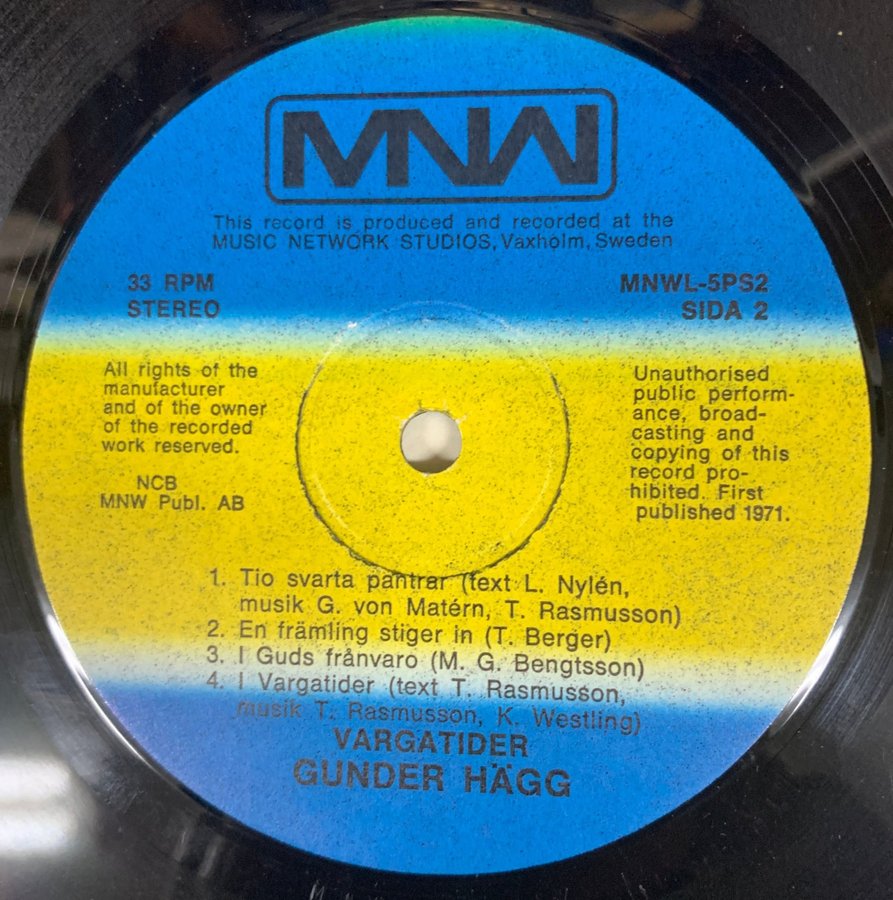 MNW
This record is produced and recorded at the
MUSIC NETWORK STUDIOS, Vaxholm, Sweden
33 RPM
STEREO
MNWL-5PS2
SIDA 2
All rights of the
manufacturer
and of the owner
of the recorded
work reserved.
NCB
MNW Publ. AB
Unauthorised
public perform-
ance, broad-
casting and
copying of this
record pro-
hibited. First
published 1971.
1. Tio svarta pantrar (text L. Nylén,
musik G. von Matérn, T. Rasmusson)
2. En främling stiger in (T. Berger)
3. I Guds frånvaro (M. G. Bengtsson)
4. I Vargatider (text T. Rasmusson,
musik T. Rasmusson, K. Westling)
VARGATIDER
GUNDER HÄGG